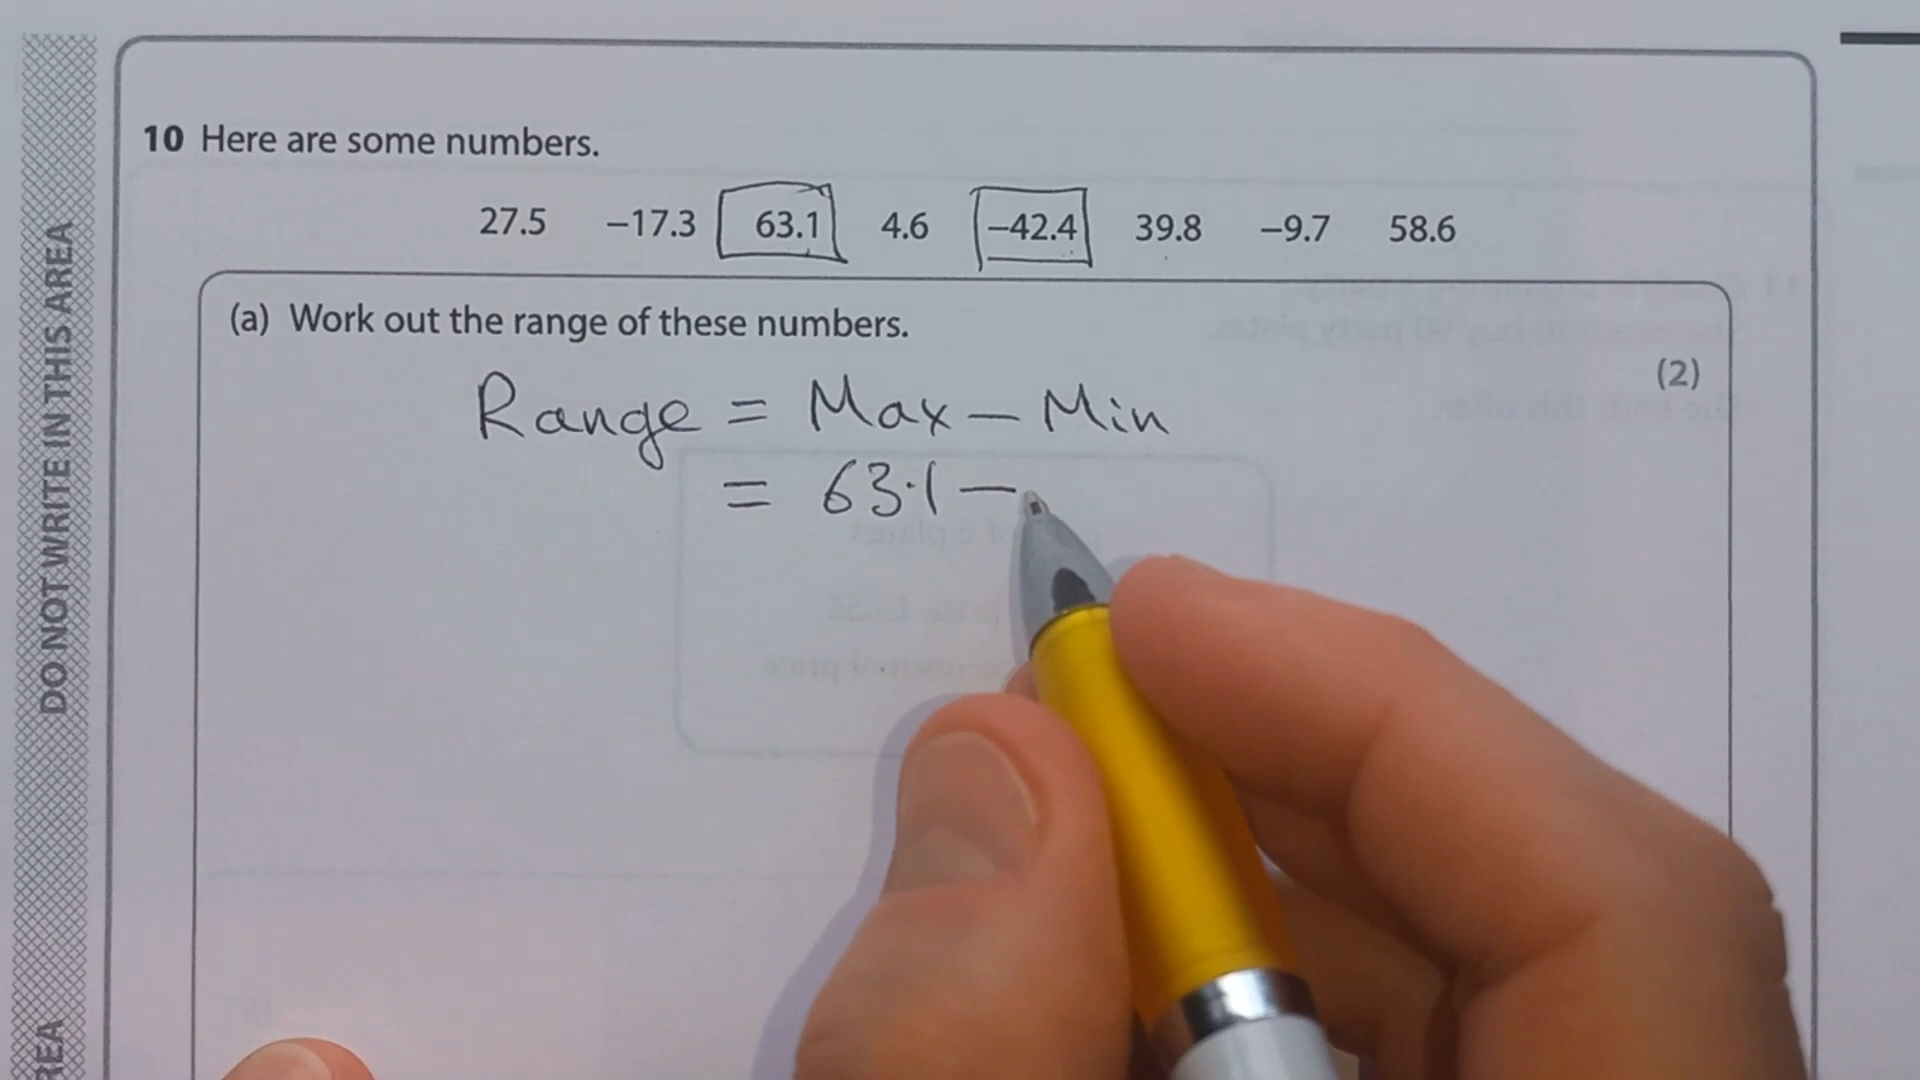 10 Here are some numbers.
27.5 −17.3 63.1 4.6 −42.4 39.8 −9.7 58.6
(a) Work out the range of these numbers.
(2)
Range = Max − Min
= 63·1 −
DO NOT WRITE IN THIS AREA
REA